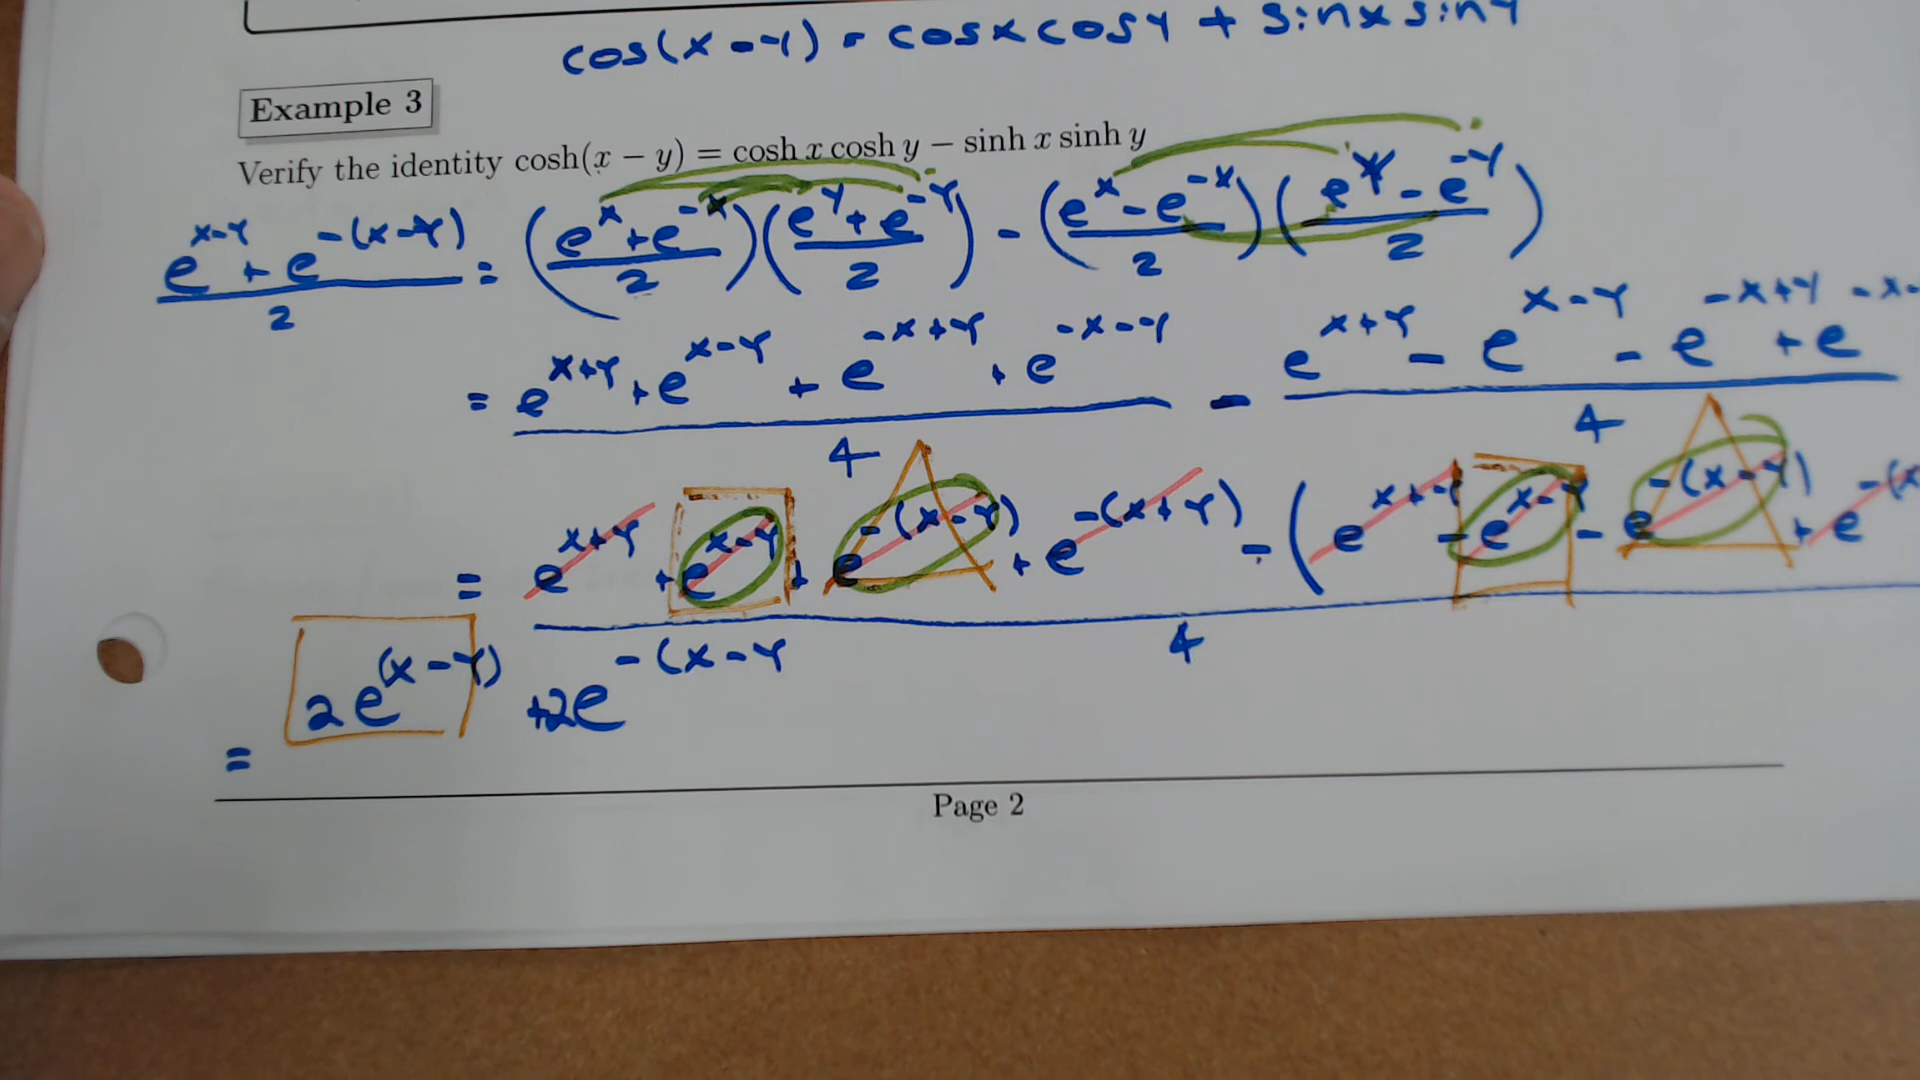 cos(x-y) = cosx cosy + sinx siny
Example 3
Verify the identity cosh(x − y) = cosh x cosh y − sinh x sinh y
(e^(x-y) + e^(-(x-y)))/2 = ((e^x + e^(-x))/2)((e^y + e^(-y))/2) - ((e^x - e^(-x))/2)((e^y - e^(-y))/2)
= (e^(x+y) + e^(x-y) + e^(-x+y) + e^(-x-y))/4 - (e^(x+y) - e^(x-y) - e^(-x+y) + e^(-x-))/4
= (e^(x+y) + e^(x-y) + e^(-(x-y)) + e^(-(x+y)) - (e^(x+y) - e^(x-y) - e^(-(x-y)) + e^(-(x))/4
= 2e^(x-y) + 2e^(-(x-y)
Page 2